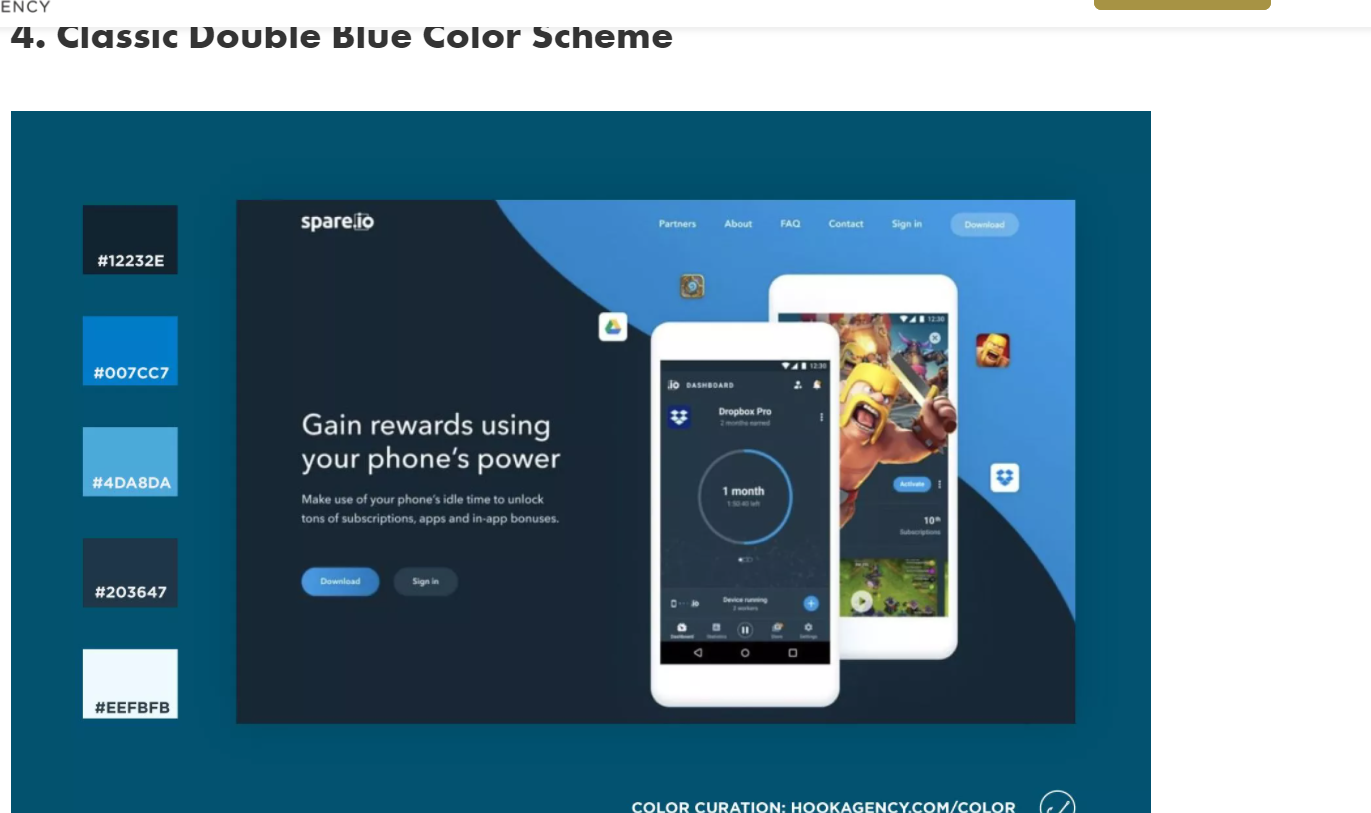 ENCY
4. Classic Double Blue Color Scheme
spare.io
Partners About FAQ Contact Sign in Download
#12232E
#007CC7
#4DA8DA
#203647
#EEFBFB
Gain rewards using
your phone's power
Make use of your phone's idle time to unlock
tons of subscriptions, apps and in-app bonuses.
Download Sign in
12:30
.io DASHBOARD
Dropbox Pro
2 months earned
1 month
1:50:40 left
Device running
2 workers
.io
Dashboard Statistics Store Settings
12:30
Activate
10th
Subscriptions
COLOR CURATION: HOOKAGENCY.COM/COLOR